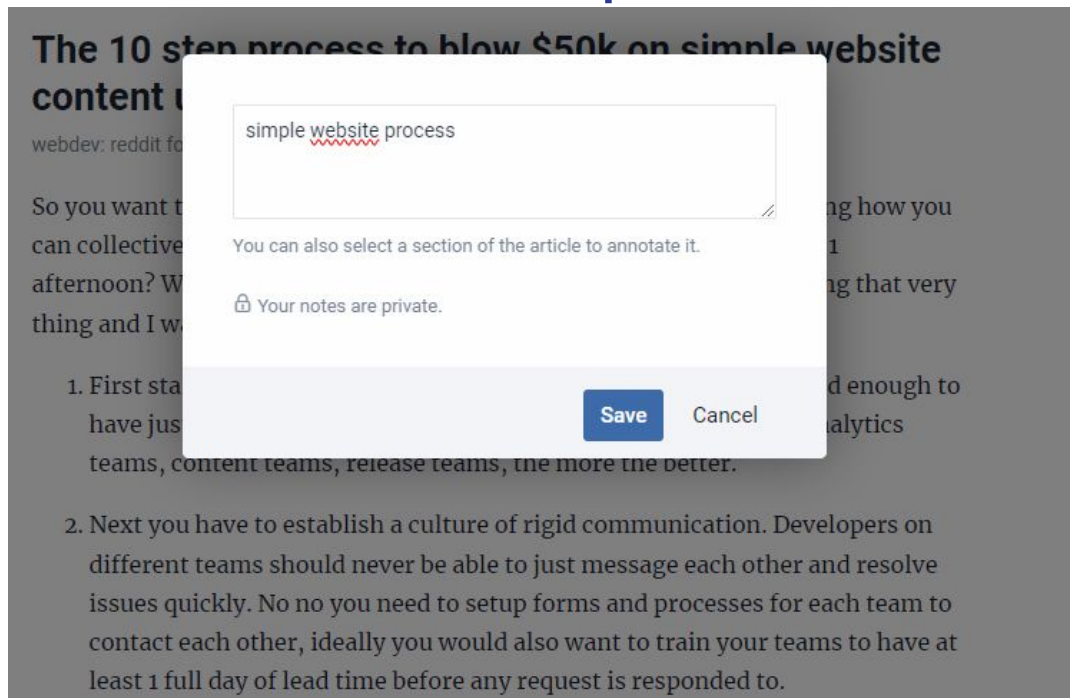 The 10 step process to blow $50k on simple website
content u
webdev: reddit fo
simple website process
So you want t
ng how you
You can also select a section of the article to annotate it.
can collective
1
afternoon? W
ng that very
Your notes are private.
thing and I wa
1. First sta
d enough to
Save Cancel
have jus
alytics
teams, content teams, release teams, the more the better.
2. Next you have to establish a culture of rigid communication. Developers on
different teams should never be able to just message each other and resolve
issues quickly. No no you need to setup forms and processes for each team to
contact each other, ideally you would also want to train your teams to have at
least 1 full day of lead time before any request is responded to.